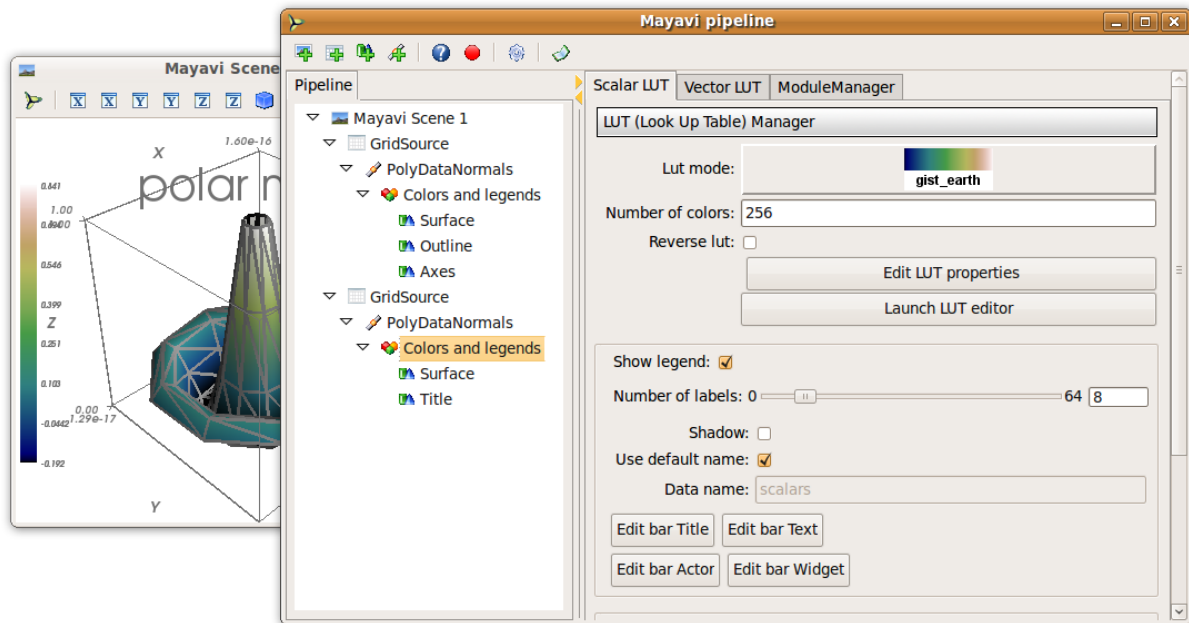 Mayavi pipeline
Pipeline
Mayavi Scene 1
GridSource
PolyDataNormals
Colors and legends
Surface
Outline
Axes
GridSource
PolyDataNormals
Colors and legends
Surface
Title
Scalar LUT
Vector LUT
ModuleManager
LUT (Look Up Table) Manager
Lut mode:
gist_earth
Number of colors: 256
Reverse lut:
Edit LUT properties
Launch LUT editor
Show legend:
Number of labels: 0 64 8
Shadow:
Use default name:
Data name: scalars
Edit bar Title Edit bar Text
Edit bar Actor Edit bar Widget
Mayavi Scene
X X Y Y Z Z
1.60e-16
X
polar
0.841
1.00
0.546
0.399
Z
0.251
0.103
0.00
1.29e-17
-0.0442
-0.192
Y